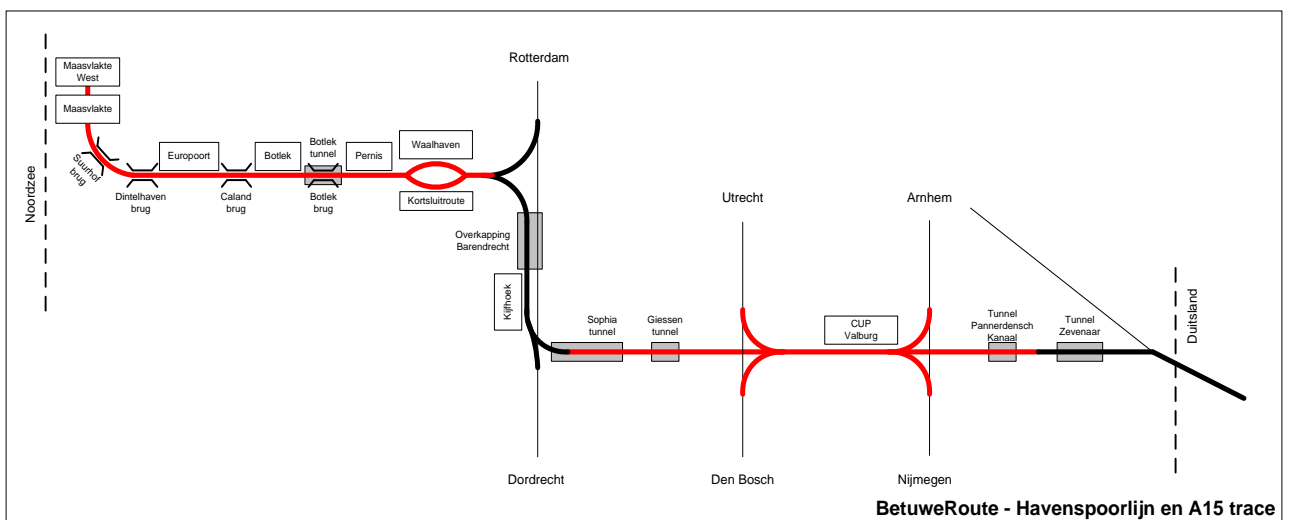 Noordzee
Maasvlakte
West
Maasvlakte
Suurhof
brug
Dintelhaven
brug
Europoort
Caland
brug
Botlek
Botlek
tunnel
Botlek
brug
Pernis
Waalhaven
Kortsluitroute
Rotterdam
Overkapping
Barendrecht
Kijfhoek
Dordrecht
Sophia
tunnel
Giessen
tunnel
Utrecht
Den Bosch
CUP
Valburg
Arnhem
Nijmegen
Tunnel
Pannerdensch
Kanaal
Tunnel
Zevenaar
Duitsland
BetuweRoute - Havenspoorlijn en A15 trace